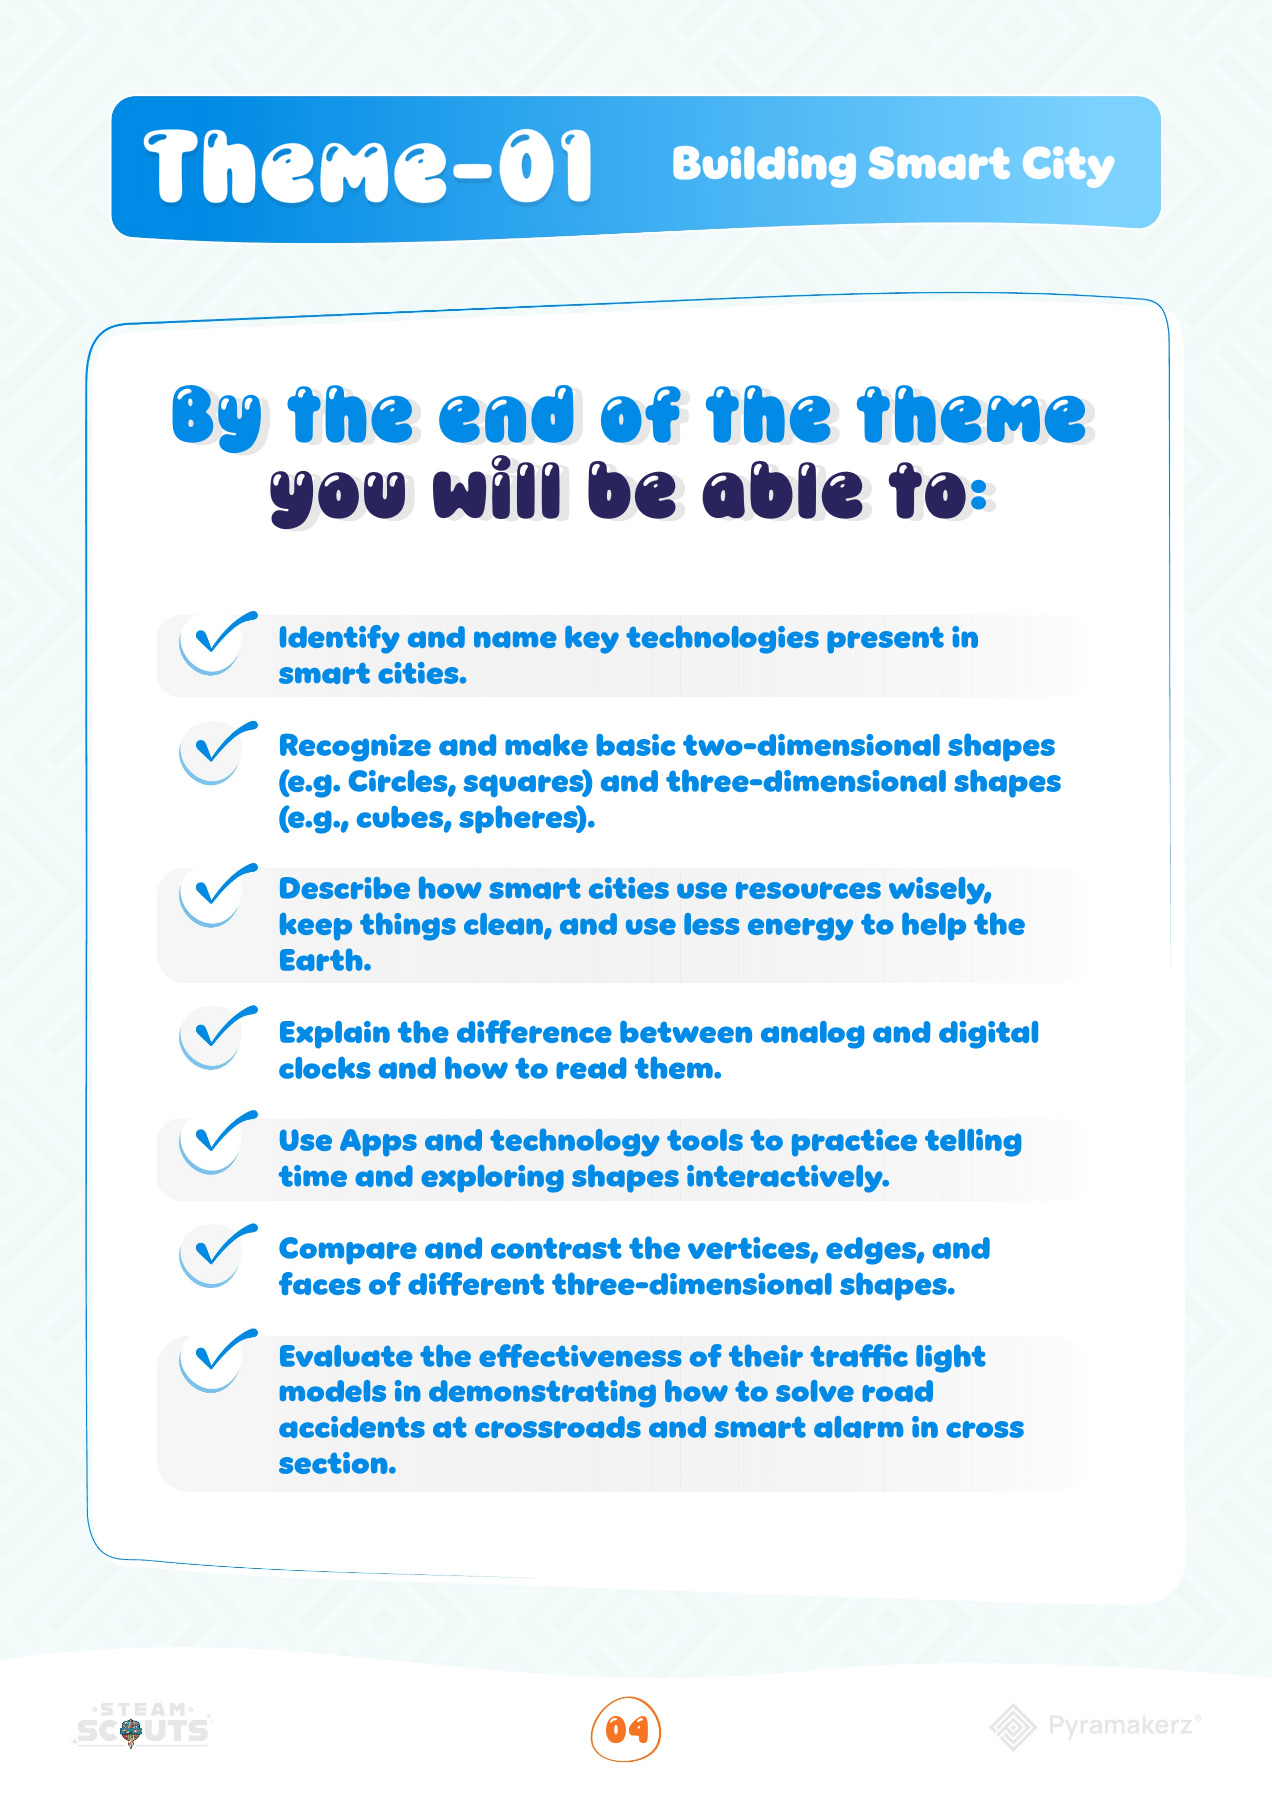 Theme-01
Building Smart City
By the end of the theme
you will be able to:
Identify and name key technologies present in
smart cities.
Recognize and make basic two-dimensional shapes
(e.g. Circles, squares) and three-dimensional shapes
(e.g., cubes, spheres).
Describe how smart cities use resources wisely,
keep things clean, and use less energy to help the
Earth.
Explain the difference between analog and digital
clocks and how to read them.
Use Apps and technology tools to practice telling
time and exploring shapes interactively.
Compare and contrast the vertices, edges, and
faces of different three-dimensional shapes.
Evaluate the effectiveness of their traffic light
models in demonstrating how to solve road
accidents at crossroads and smart alarm in cross
section.
STEAM
SCOUTS
04
Pyramakerz